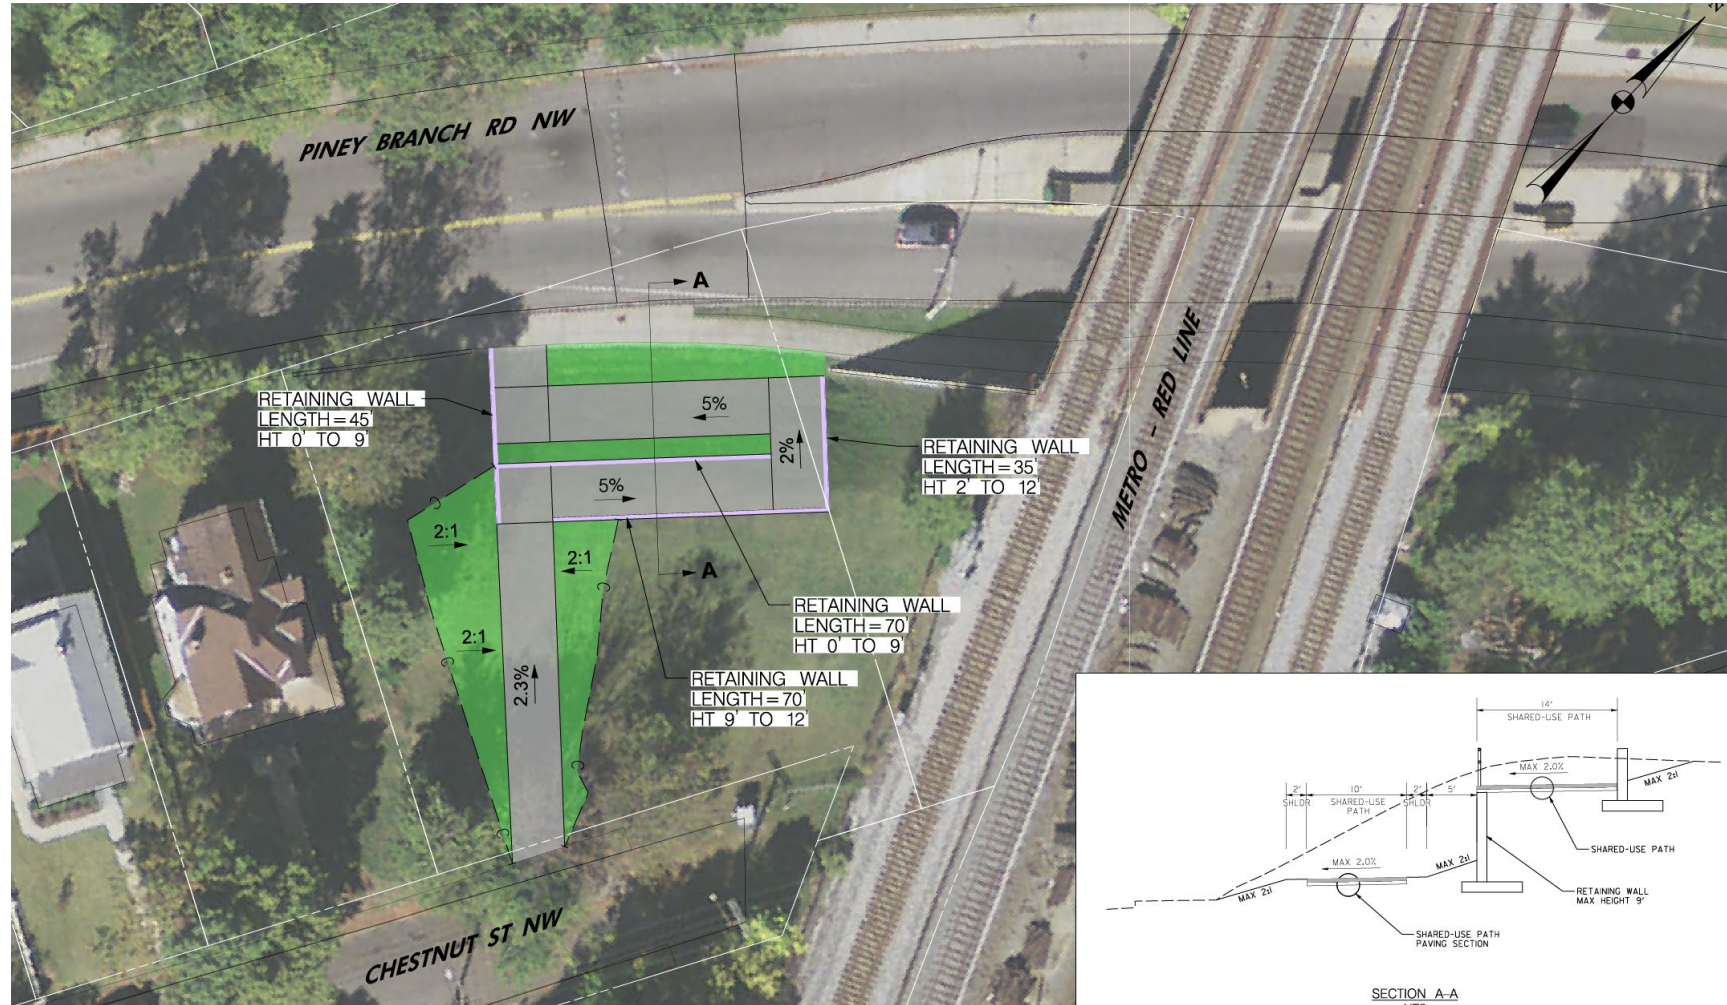 N
PINEY BRANCH RD NW
A
RETAINING WALL
LENGTH=45'
HT 0' TO 9'
5%
2%
RETAINING WALL
LENGTH=35'
HT 2' TO 12'
METRO - RED LINE
5%
C
2:1
2:1
A
C
RETAINING WALL
LENGTH=70'
HT 0' TO 9'
2:1
C
2.3%
RETAINING WALL
LENGTH=70'
HT 9' TO 12'
C
C
CHESTNUT ST NW
14'
SHARED-USE PATH
MAX 2.0%
MAX 2:1
2'
SHLDR
10'
SHARED-USE
PATH
2'
SHLDR
5'
SHARED-USE PATH
MAX 2.0%
MAX 2:1
MAX 2:1
RETAINING WALL
MAX HEIGHT 9'
SHARED-USE PATH
PAVING SECTION
SECTION A-A